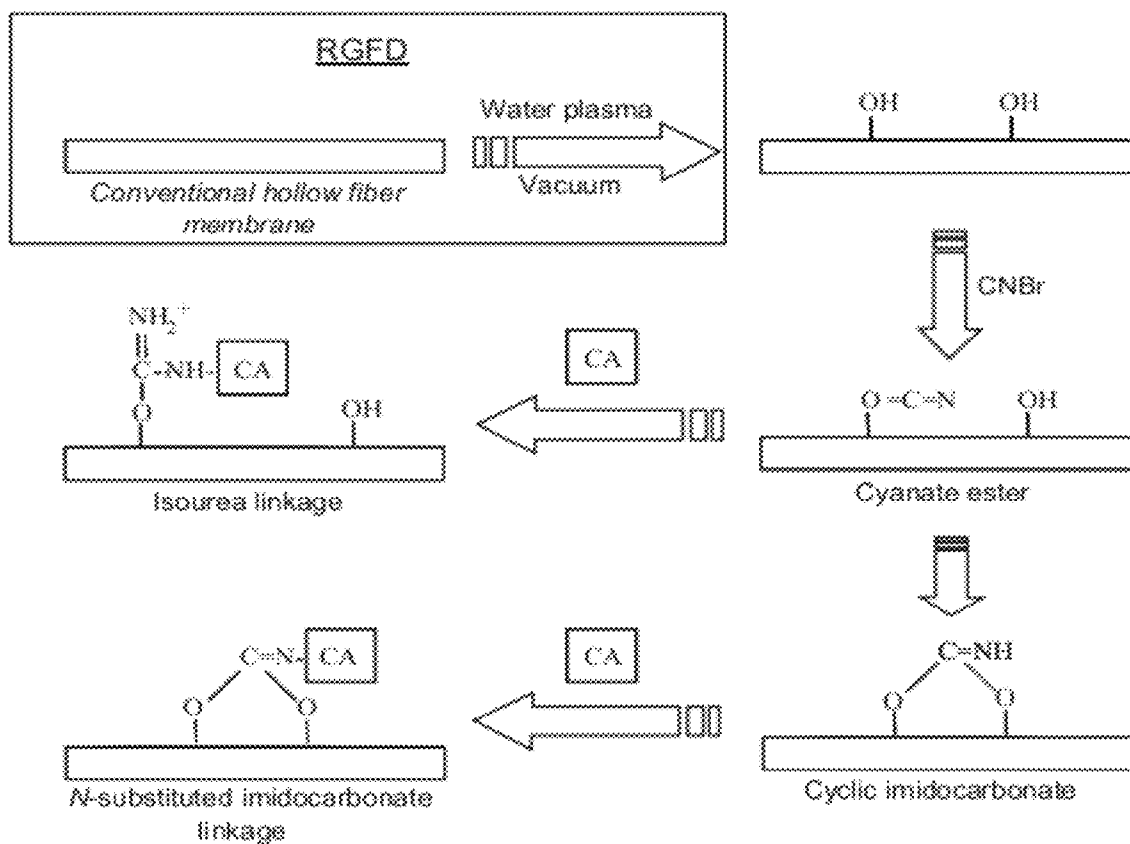 RGFD
Water plasma
Vacuum
Conventional hollow fiber
membrane
OH OH
CNBr
NH2+
C-NH-CA
O
OH
Isourea linkage
CA
O-C=N OH
Cyanate ester
C=N-CA
O O
N-substituted imidocarbonate
linkage
CA
C=NH
O O
Cyclic imidocarbonate